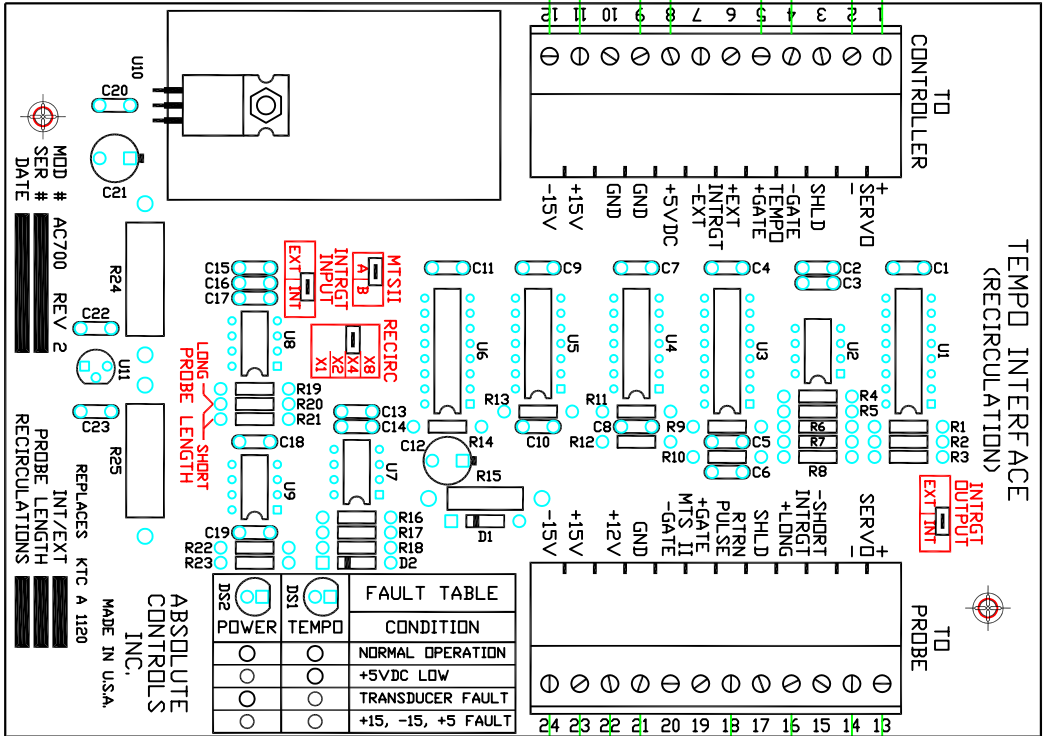 12 11 10 9 8 7 6 5 4 3 2 1
TO
CONTROLLER
-15V
+15V
GND
GND
+5VDC
-EXT
INTRGT
+EXT
+GATE
TEMPO
-GATE
SHLD
-
SERVO
+
TEMPO INTERFACE
(RECIRCULATION)
U10
C20
C21
MOD # AC700 REV 2
SER #
DATE
R24
C22
U11
C23
R25
C15
C16
C17
U8
EXT INT
INTRGT
INPUT
MTSII
A B
RECIRC
X1
X2
X4
X8
LONG
SHORT
PROBE LENGTH
R19
R20
R21
C18
U9
C19
R22
R23
C11
U6
C13
C14
C12
R14
U7
R15
D1
R16
R17
R18
D2
C9
U5
R13
C10
C7
U4
R11
C8
R12
C4
U3
R9
C5
R10
C6
C2
C3
U2
R4
R5
R6
R7
R8
C1
U1
R1
R2
R3
INTRGT
OUTPUT
EXT INT
-15V
+15V
+12V
GND
-GATE
MTS II
+GATE
PULSE
RTRN
SHLD
+LONG
INTRGT
-SHORT
-
SERVO
+
TO
PROBE
24 23 22 21 20 19 18 17 16 15 14 13
PROBE LENGTH
INT/EXT
RECIRCULATIONS
REPLACES KTC A 1120
MADE IN U.S.A.
ABSOLUTE
CONTROLS
INC.
DS2
DS1
FAULT TABLE
POWER TEMPO CONDITION
NORMAL OPERATION
+5VDC LOW
TRANSDUCER FAULT
+15, -15, +5 FAULT